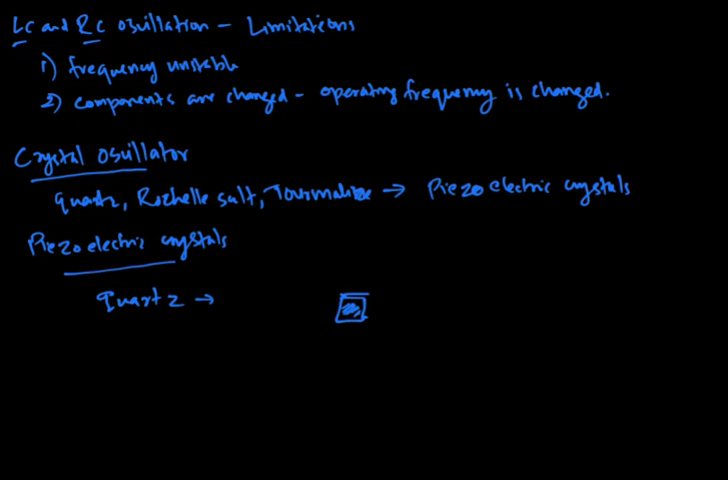 LC and RC oscillation - Limitations
1) frequency unstable
2) components are changed - operating frequency is changed.
Crystal oscillator
quartz, Rochelle salt, Tourmaline → Piezo electric crystals
Piezo electric crystals
quartz →